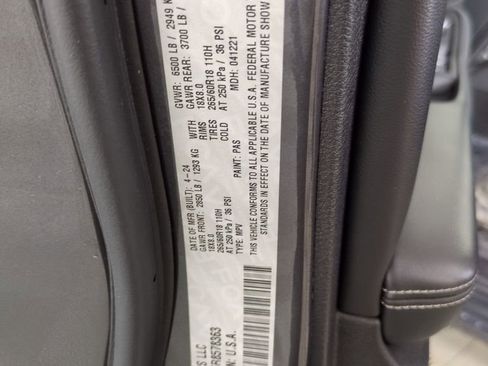 S LLC
R8578363
N: U.S.A.
DATE OF MFR (BUILT): 4-24
GVWR: 6500 LB / 2949 K
GAWR FRONT: 2850 LB / 1293 KG WITH GAWR REAR: 3700 LB /
18X8.0 RIMS 18X8.0
265/60R18 110H TIRES 265/60R18 110H
AT 250 kPa / 36 PSI COLD AT 250 kPa / 36 PSI
TYPE: MPV PAINT: PAS MDH: 041221
THIS VEHICLE CONFORMS TO ALL APPLICABLE U.S.A. FEDERAL MOTOR
STANDARDS IN EFFECT ON THE DATE OF MANUFACTURE SHOW